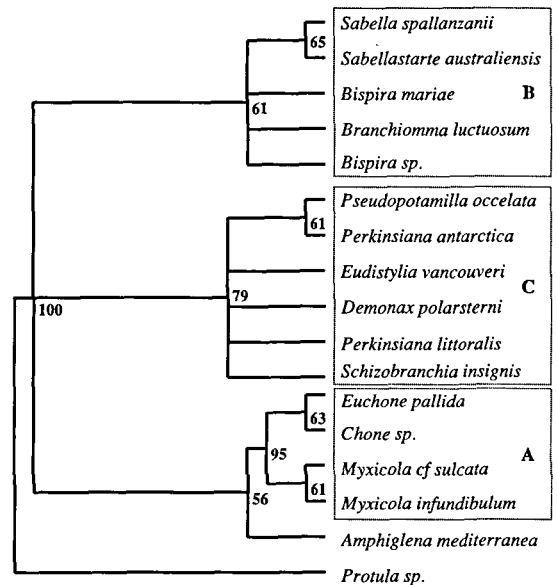 Sabella spallanzanii
65
Sabellastarte australiensis
Bispira mariae
B
61
Branchiomma luctuosum
Bispira sp.
Pseudopotamilla occelata
61
Perkinsiana antarctica
Eudistylia vancouveri
C
79
100
Demonax polarsterni
Perkinsiana littoralis
Schizobranchia insignis
Euchone pallida
63
Chone sp.
A
95
Myxicola cf sulcata
61
56
Myxicola infundibulum
Amphiglena mediterranea
Protula sp.